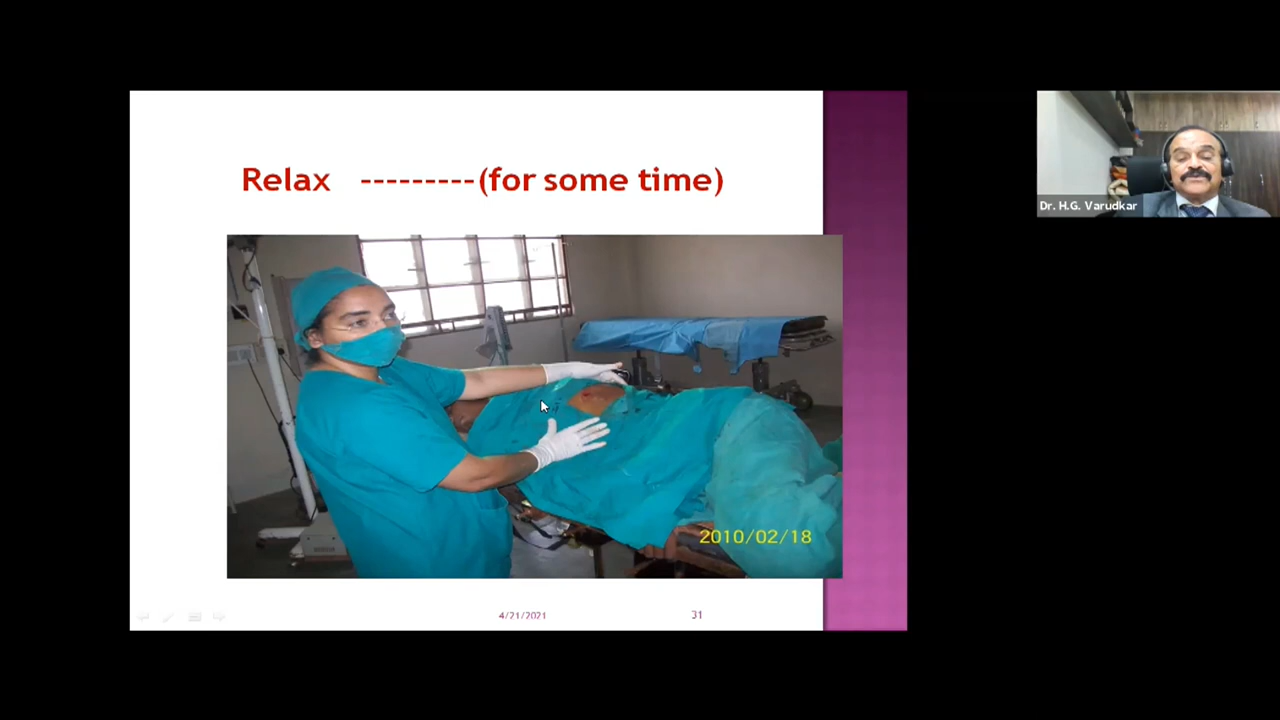 Relax ---------(for some time)
Dr. H.G. Varudkar
2010/02/18
4/21/2021
31